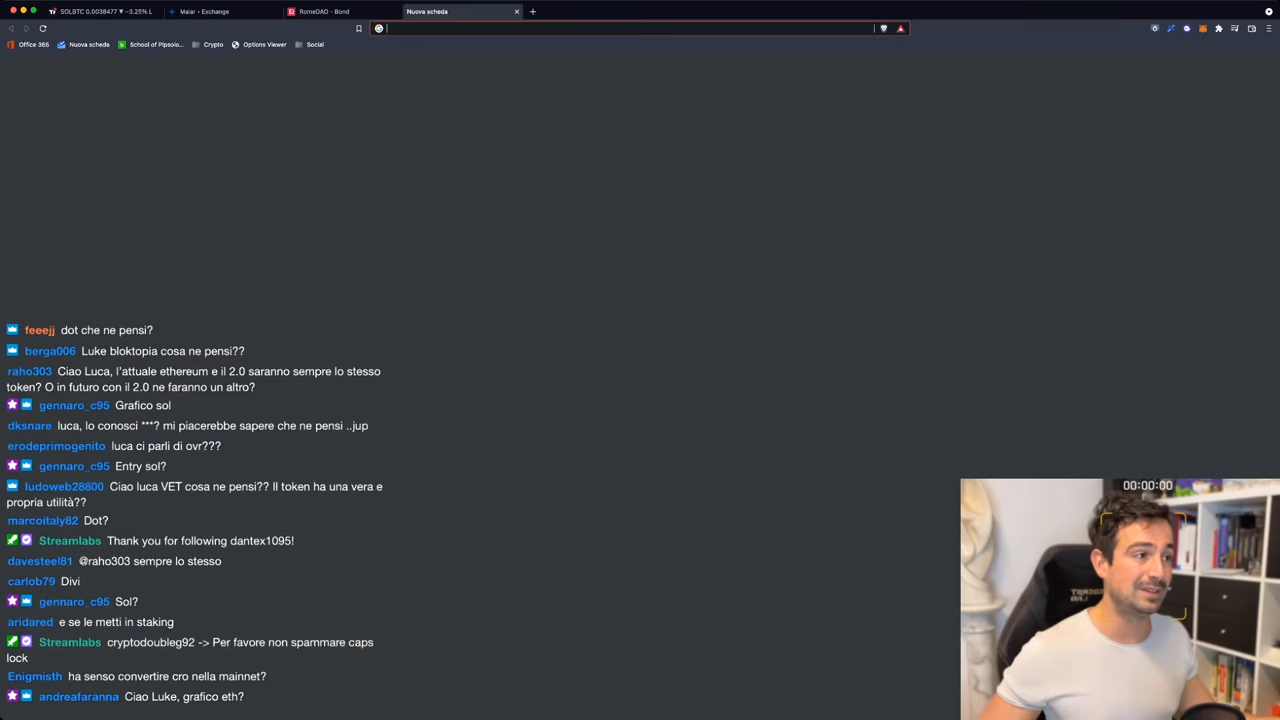 SOLBTC 0.0038477 ▼ −3.25% L
Maiar • Exchange
RomeDAO - Bond
Nuova scheda
Office 365
Nuova scheda
School of Pipsolo...
Crypto
Options Viewer
Social
feeejj dot che ne pensi?
berga006 Luke bloktopia cosa ne pensi??
raho303 Ciao Luca, l'attuale ethereum e il 2.0 saranno sempre lo stesso
token? O in futuro con il 2.0 ne faranno un altro?
gennaro_c95 Grafico sol
dksnare luca, lo conosci ***? mi piacerebbe sapere che ne pensi ..jup
erodeprimogenito luca ci parli di ovr???
gennaro_c95 Entry sol?
ludoweb28800 Ciao luca VET cosa ne pensi?? Il token ha una vera e
propria utilità??
marcoitaly82 Dot?
Streamlabs Thank you for following dantex1095!
davesteel81 @raho303 sempre lo stesso
carlob79 Divi
gennaro_c95 Sol?
aridared e se le metti in staking
Streamlabs cryptodoubleg92 -> Per favore non spammare caps
lock
Enigmisth ha senso convertire cro nella mainnet?
andreafaranna Ciao Luke, grafico eth?
00:00:00